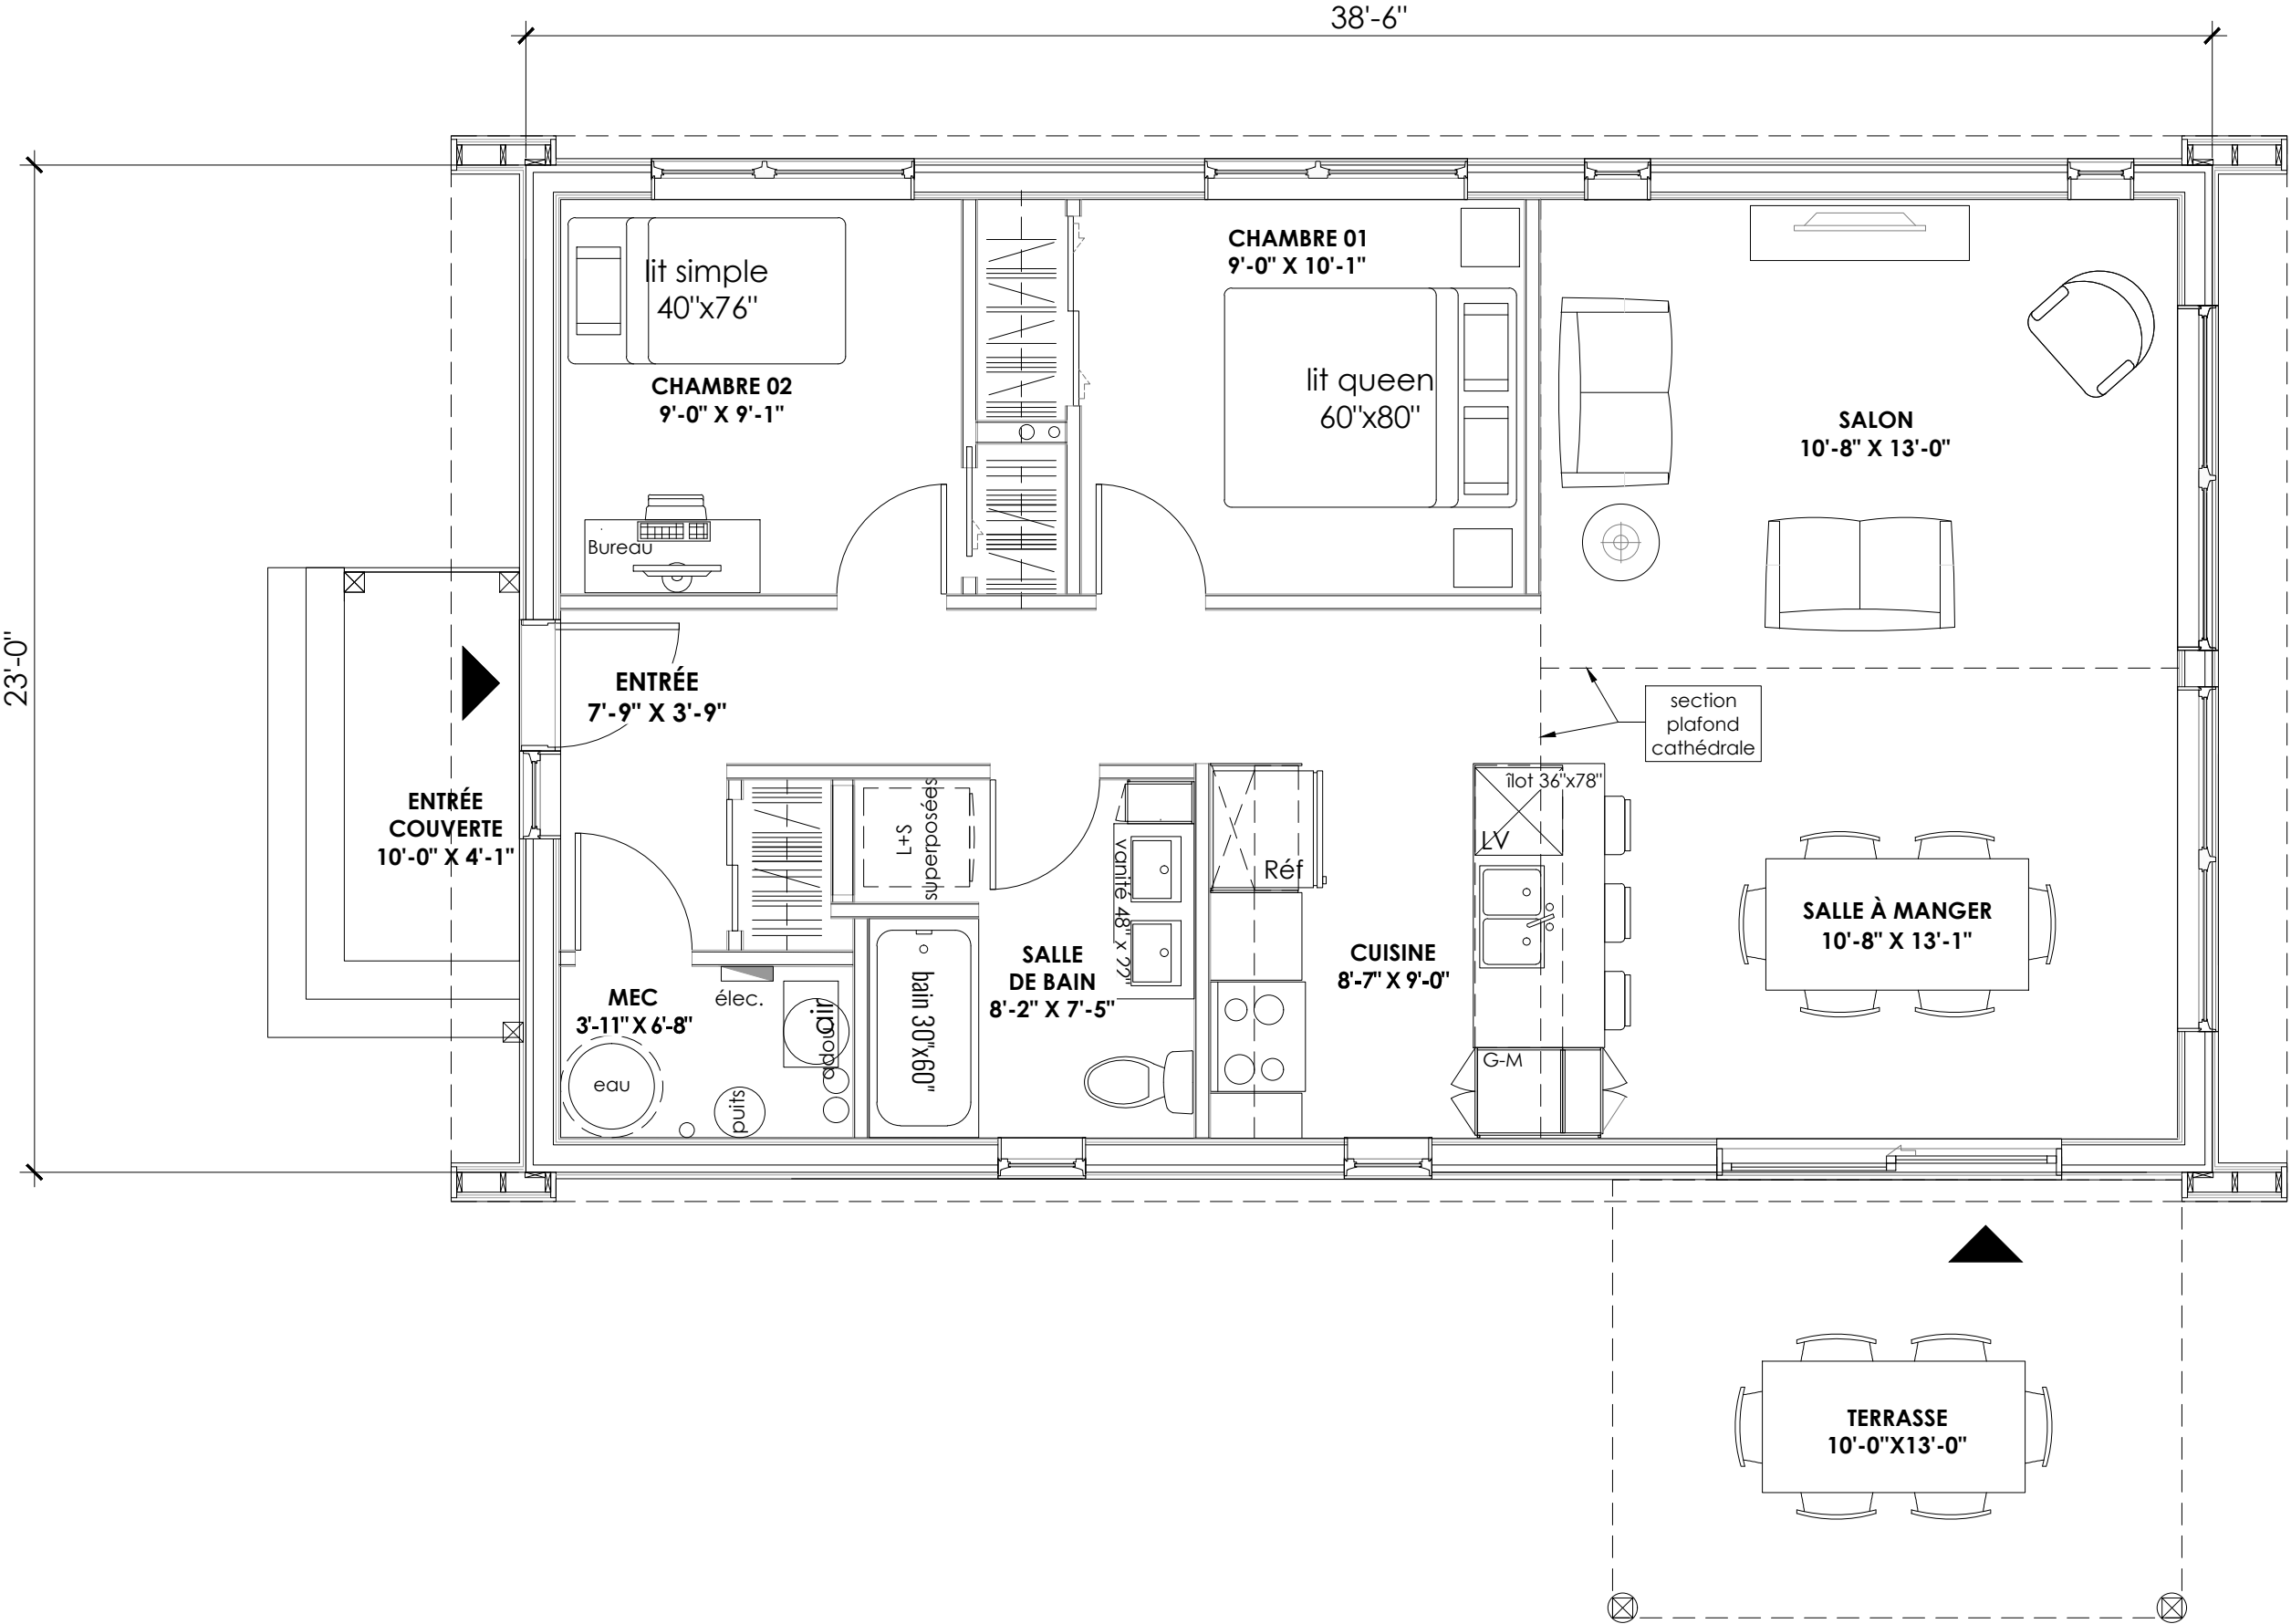 38'-6"
23'-0"
lit simple
40"x76"
CHAMBRE 02
9'-0" X 9'-1"
Bureau
CHAMBRE 01
9'-0" X 10'-1"
lit queen
60"x80"
SALON
10'-8" X 13'-0"
ENTRÉE
7'-9" X 3'-9"
section
plafond
cathédrale
ENTRÉE
COUVERTE
10'-0" X 4'-1"
L+S
superposées
vanité 48" x 22"
Réf
îlot 36"x78"
LV
SALLE À MANGER
10'-8" X 13'-1"
SALLE
DE BAIN
8'-2" X 7'-5"
CUISINE
8'-7" X 9'-0"
MEC
3'-11" X 6'-8"
élec.
air
adouc
bain 30"x60"
eau
puits
G-M
TERRASSE
10'-0"X13'-0"